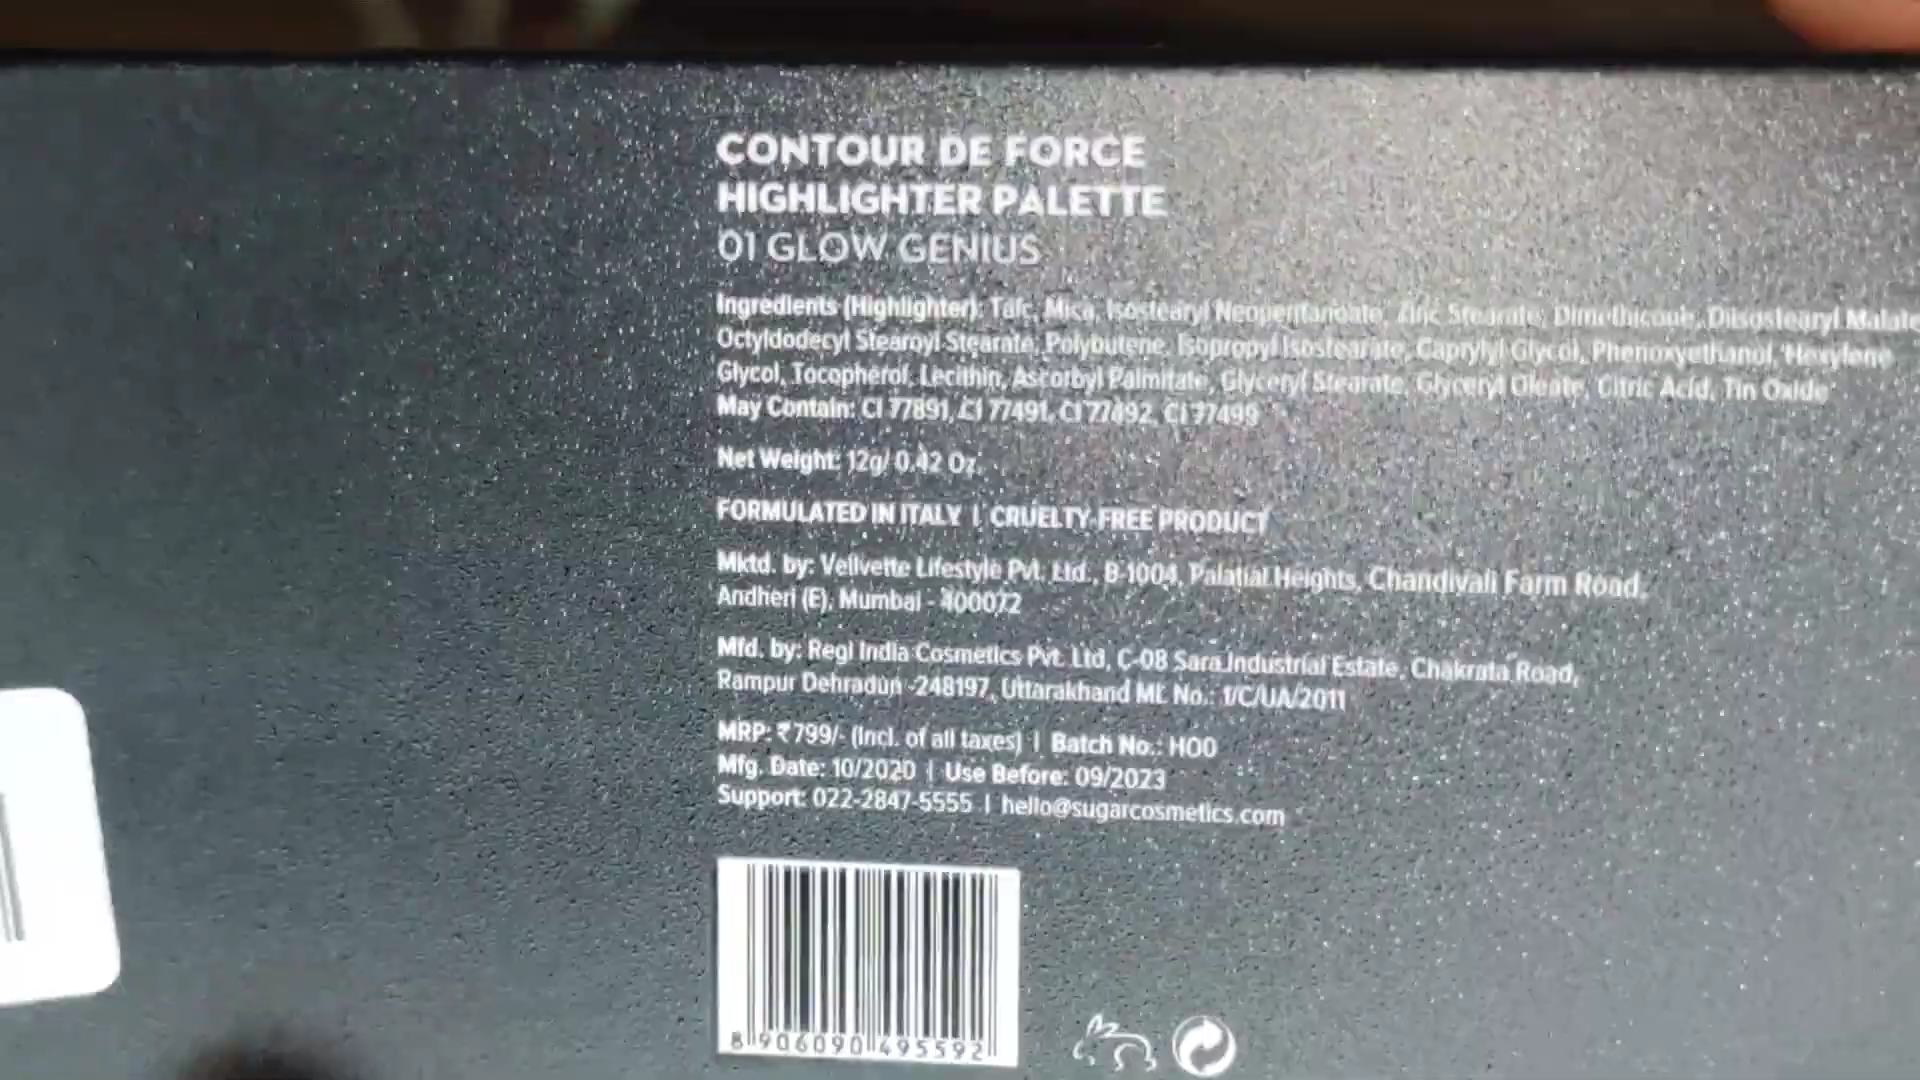 CONTOUR DE FORCE
HIGHLIGHTER PALETTE
01 GLOW GENIUS
Ingredients (Highlighter): Talc, Mica, Isostearyl Neopentanoate, Zinc Stearate, Dimethicone, Diisostearyl Malate
Octyldodecyl Stearoyl Stearate, Polybutene, Isopropyl Isostearate, Caprylyl Glycol, Phenoxyethanol, Hexylene
Glycol, Tocopherol, Lecithin, Ascorbyl Palmitate, Glyceryl Stearate, Glyceryl Oleate, Citric Acid, Tin Oxide
May Contain: CI 77891, CI 77491, CI 77492, CI 77499
Net Weight: 12g/ 0.42 Oz.
FORMULATED IN ITALY | CRUELTY-FREE PRODUCT
Mktd. by: Vellvette Lifestyle Pvt. Ltd., B-1004, Palatial Heights, Chandivali Farm Road,
Andheri (E), Mumbai - 400072
Mfd. by: Regi India Cosmetics Pvt. Ltd, C-08 Sara Industrial Estate, Chakrata Road,
Rampur Dehradun -248197, Uttarakhand ML No.: 1/C/UA/2011
MRP: ₹799/- (Incl. of all taxes) | Batch No.: H00
Mfg. Date: 10/2020 | Use Before: 09/2023
Support: 022-2847-5555 | hello@sugarcosmetics.com
8 906090 495592